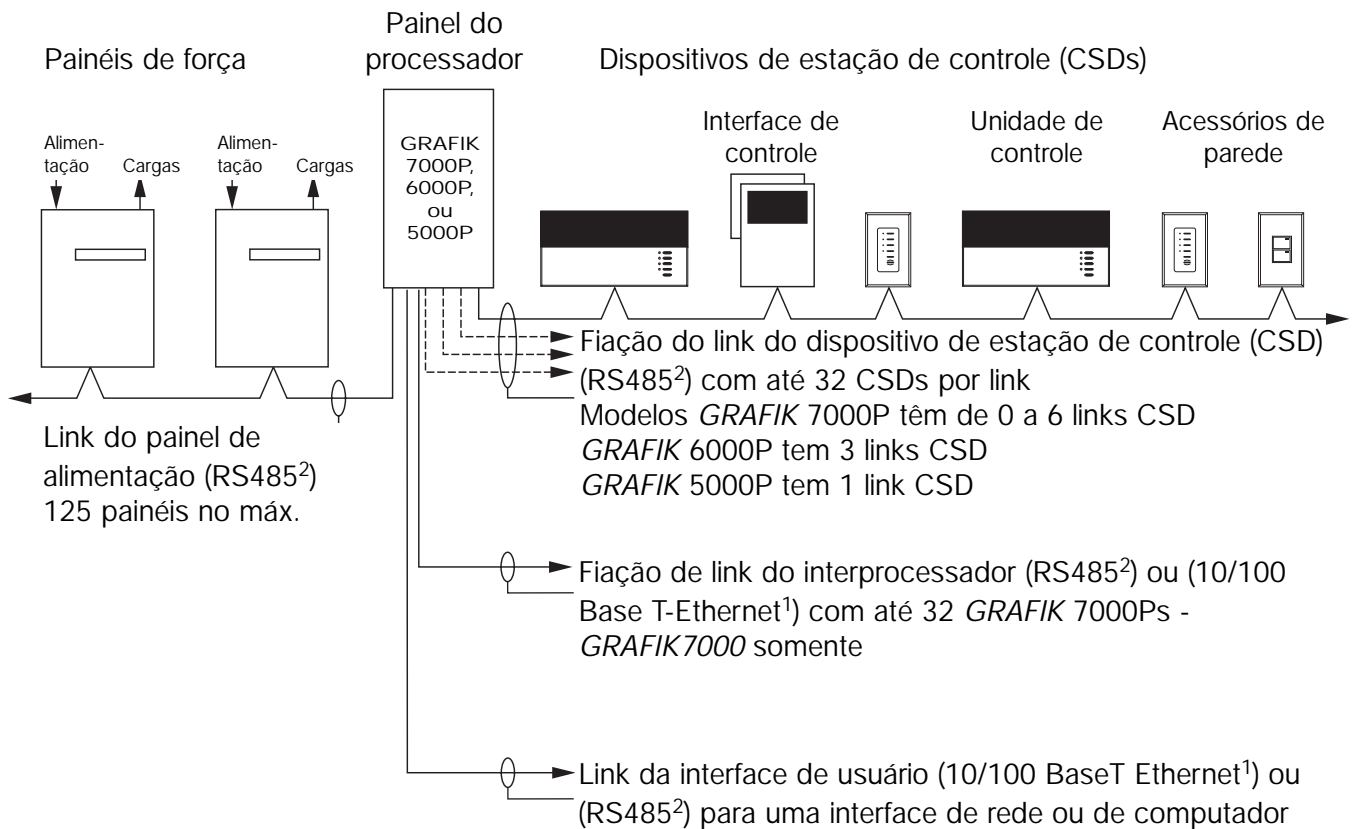 Painéis de força
Painel do
processador
Dispositivos de estação de controle (CSDs)
Alimen-
tação
Cargas
Alimen-
tação
Cargas
GRAFIK
7000P,
6000P,
ou
5000P
Interface de
controle
Unidade de
controle
Acessórios de
parede
Link do painel de
alimentação (RS485²)
125 painéis no máx.
Fiação do link do dispositivo de estação de controle (CSD)
(RS485²) com até 32 CSDs por link
Modelos GRAFIK 7000P têm de 0 a 6 links CSD
GRAFIK 6000P tem 3 links CSD
GRAFIK 5000P tem 1 link CSD
Fiação de link do interprocessador (RS485²) ou (10/100
Base T-Ethernet¹) com até 32 GRAFIK 7000Ps -
GRAFIK7000 somente
Link da interface de usuário (10/100 BaseT Ethernet¹) ou
(RS485²) para uma interface de rede ou de computador